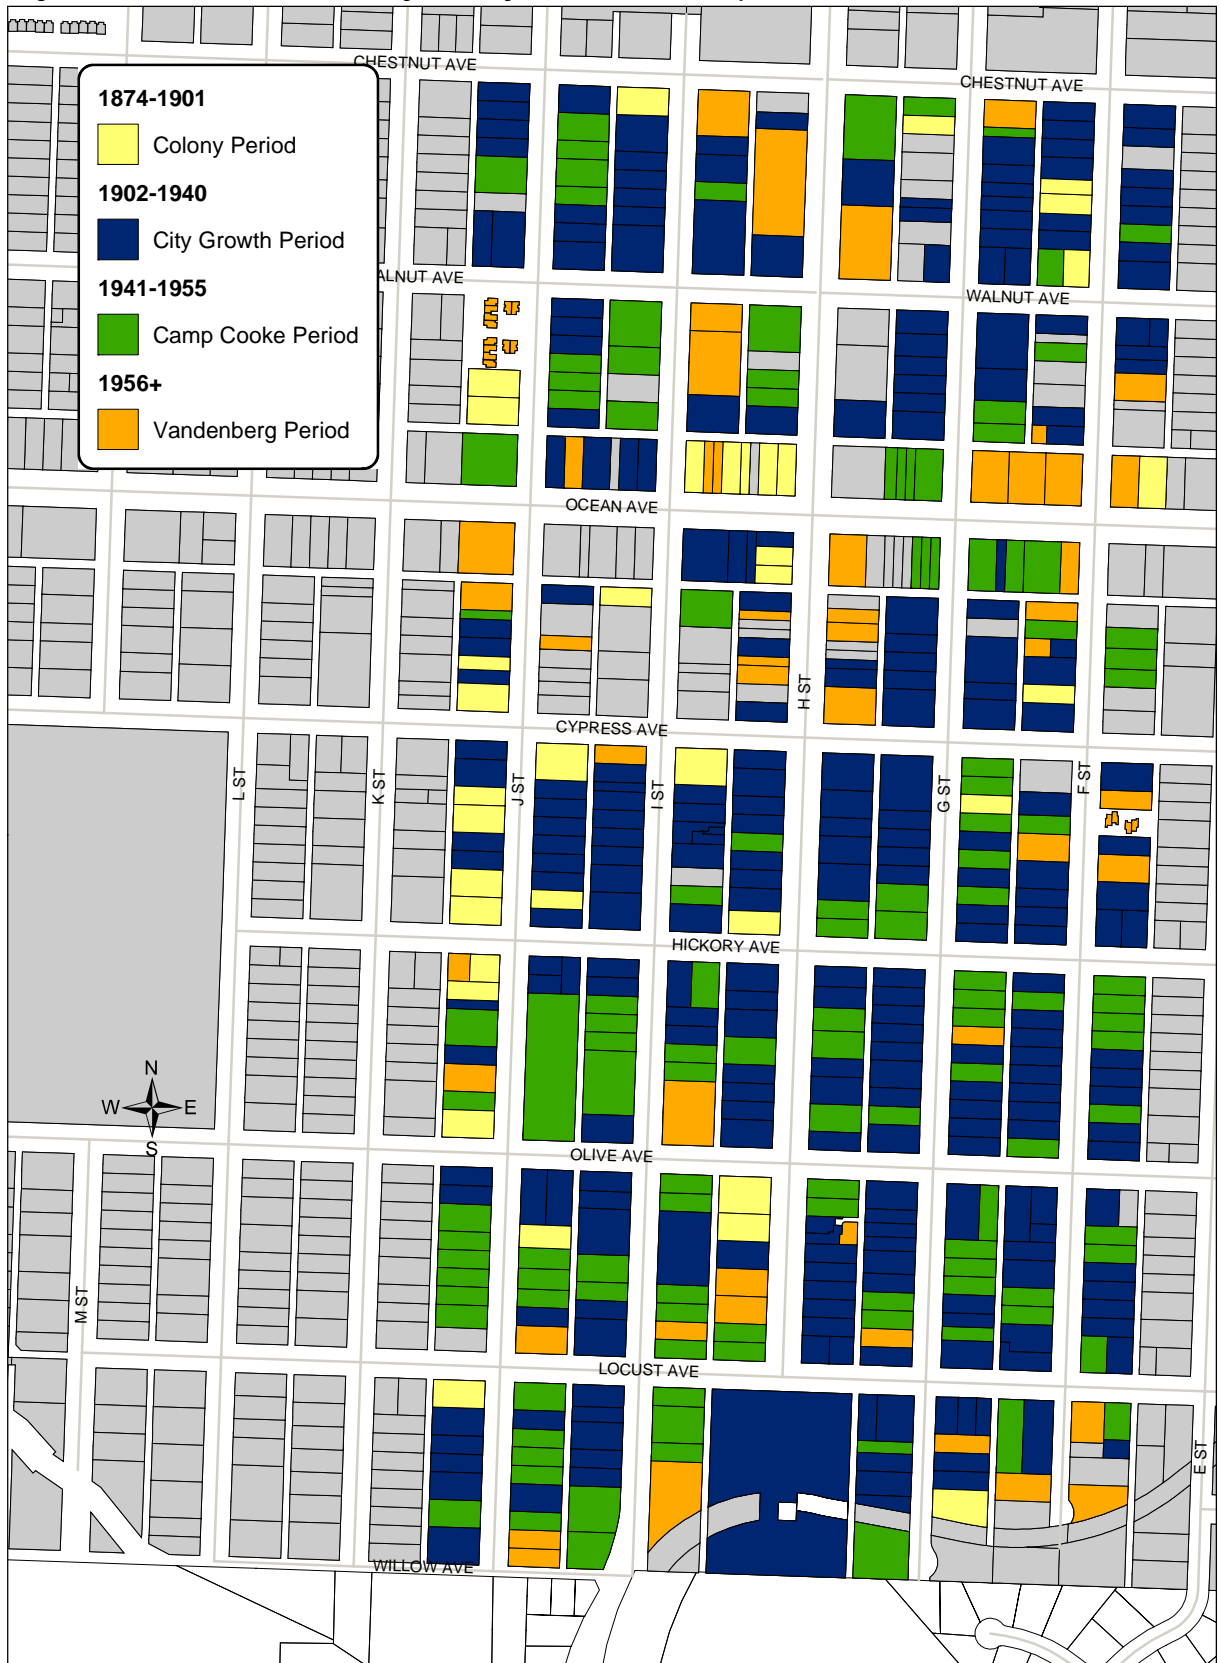 CHESTNUT AVE
CHESTNUT AVE
1874-1901
Colony Period
1902-1940
City Growth Period
1941-1955
Camp Cooke Period
1956+
Vandenberg Period
ALNUT AVE
WALNUT AVE
OCEAN AVE
H ST
CYPRESS AVE
L ST
K ST
J ST
I ST
G ST
F ST
HICKORY AVE
N
W E
S
OLIVE AVE
M ST
LOCUST AVE
E ST
WILLOW AVE